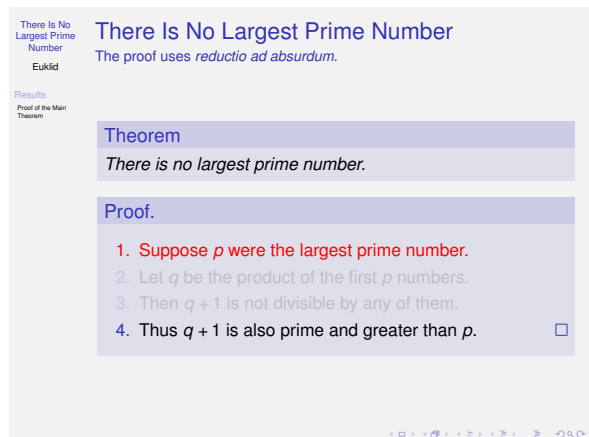 There Is No
Largest Prime
Number
Euklid
Results
Proof of the Main
Theorem
There Is No Largest Prime Number
The proof uses reductio ad absurdum.
Theorem
There is no largest prime number.
Proof.
1. Suppose p were the largest prime number.
2. Let q be the product of the first p numbers.
3. Then q + 1 is not divisible by any of them.
4. Thus q + 1 is also prime and greater than p. □